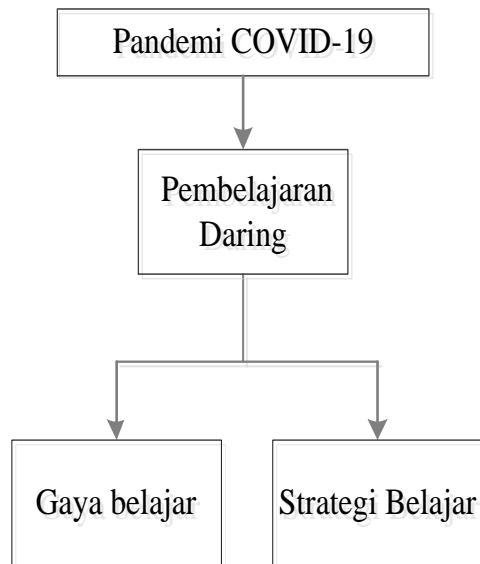 Pandemi COVID-19
Pembelajaran
Daring
Gaya belajar
Strategi Belajar